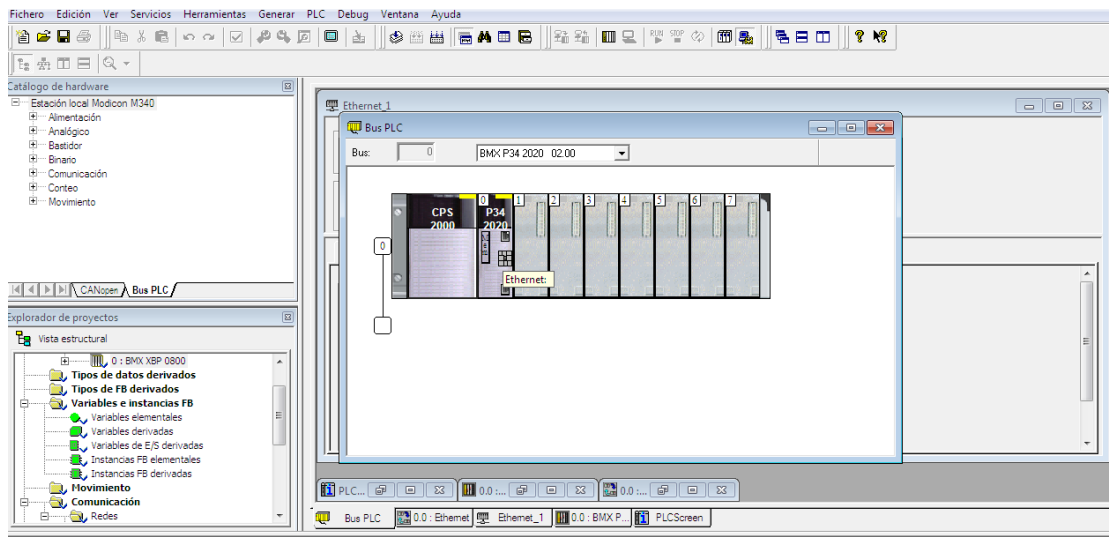 Fichero Edición Ver Servicios Herramientas Generar PLC Debug Ventana Ayuda
RUN STOP
Catálogo de hardware
Estación local Modicon M340
Alimentación
Analógico
Bastidor
Binario
Comunicación
Conteo
Movimiento
CANopen Bus PLC
Explorador de proyectos
Vista estructural
0 : BMX XBP 0800
Tipos de datos derivados
Tipos de FB derivados
Variables e instancias FB
Variables elementales
Variables derivadas
Variables de E/S derivadas
Instancias FB elementales
Instancias FB derivadas
Movimiento
Comunicación
Redes
Ethernet_1
Bus PLC
Bus: 0 BMX P34 2020 02.00
0 1 2 3 4 5 6 7
CPS 2000
P34 2020
0
Ethernet:
PLC... 0.0 :... 0.0 :...
Bus PLC 0.0 : Ethernet Ethernet_1 0.0 : BMX P... PLCScreen